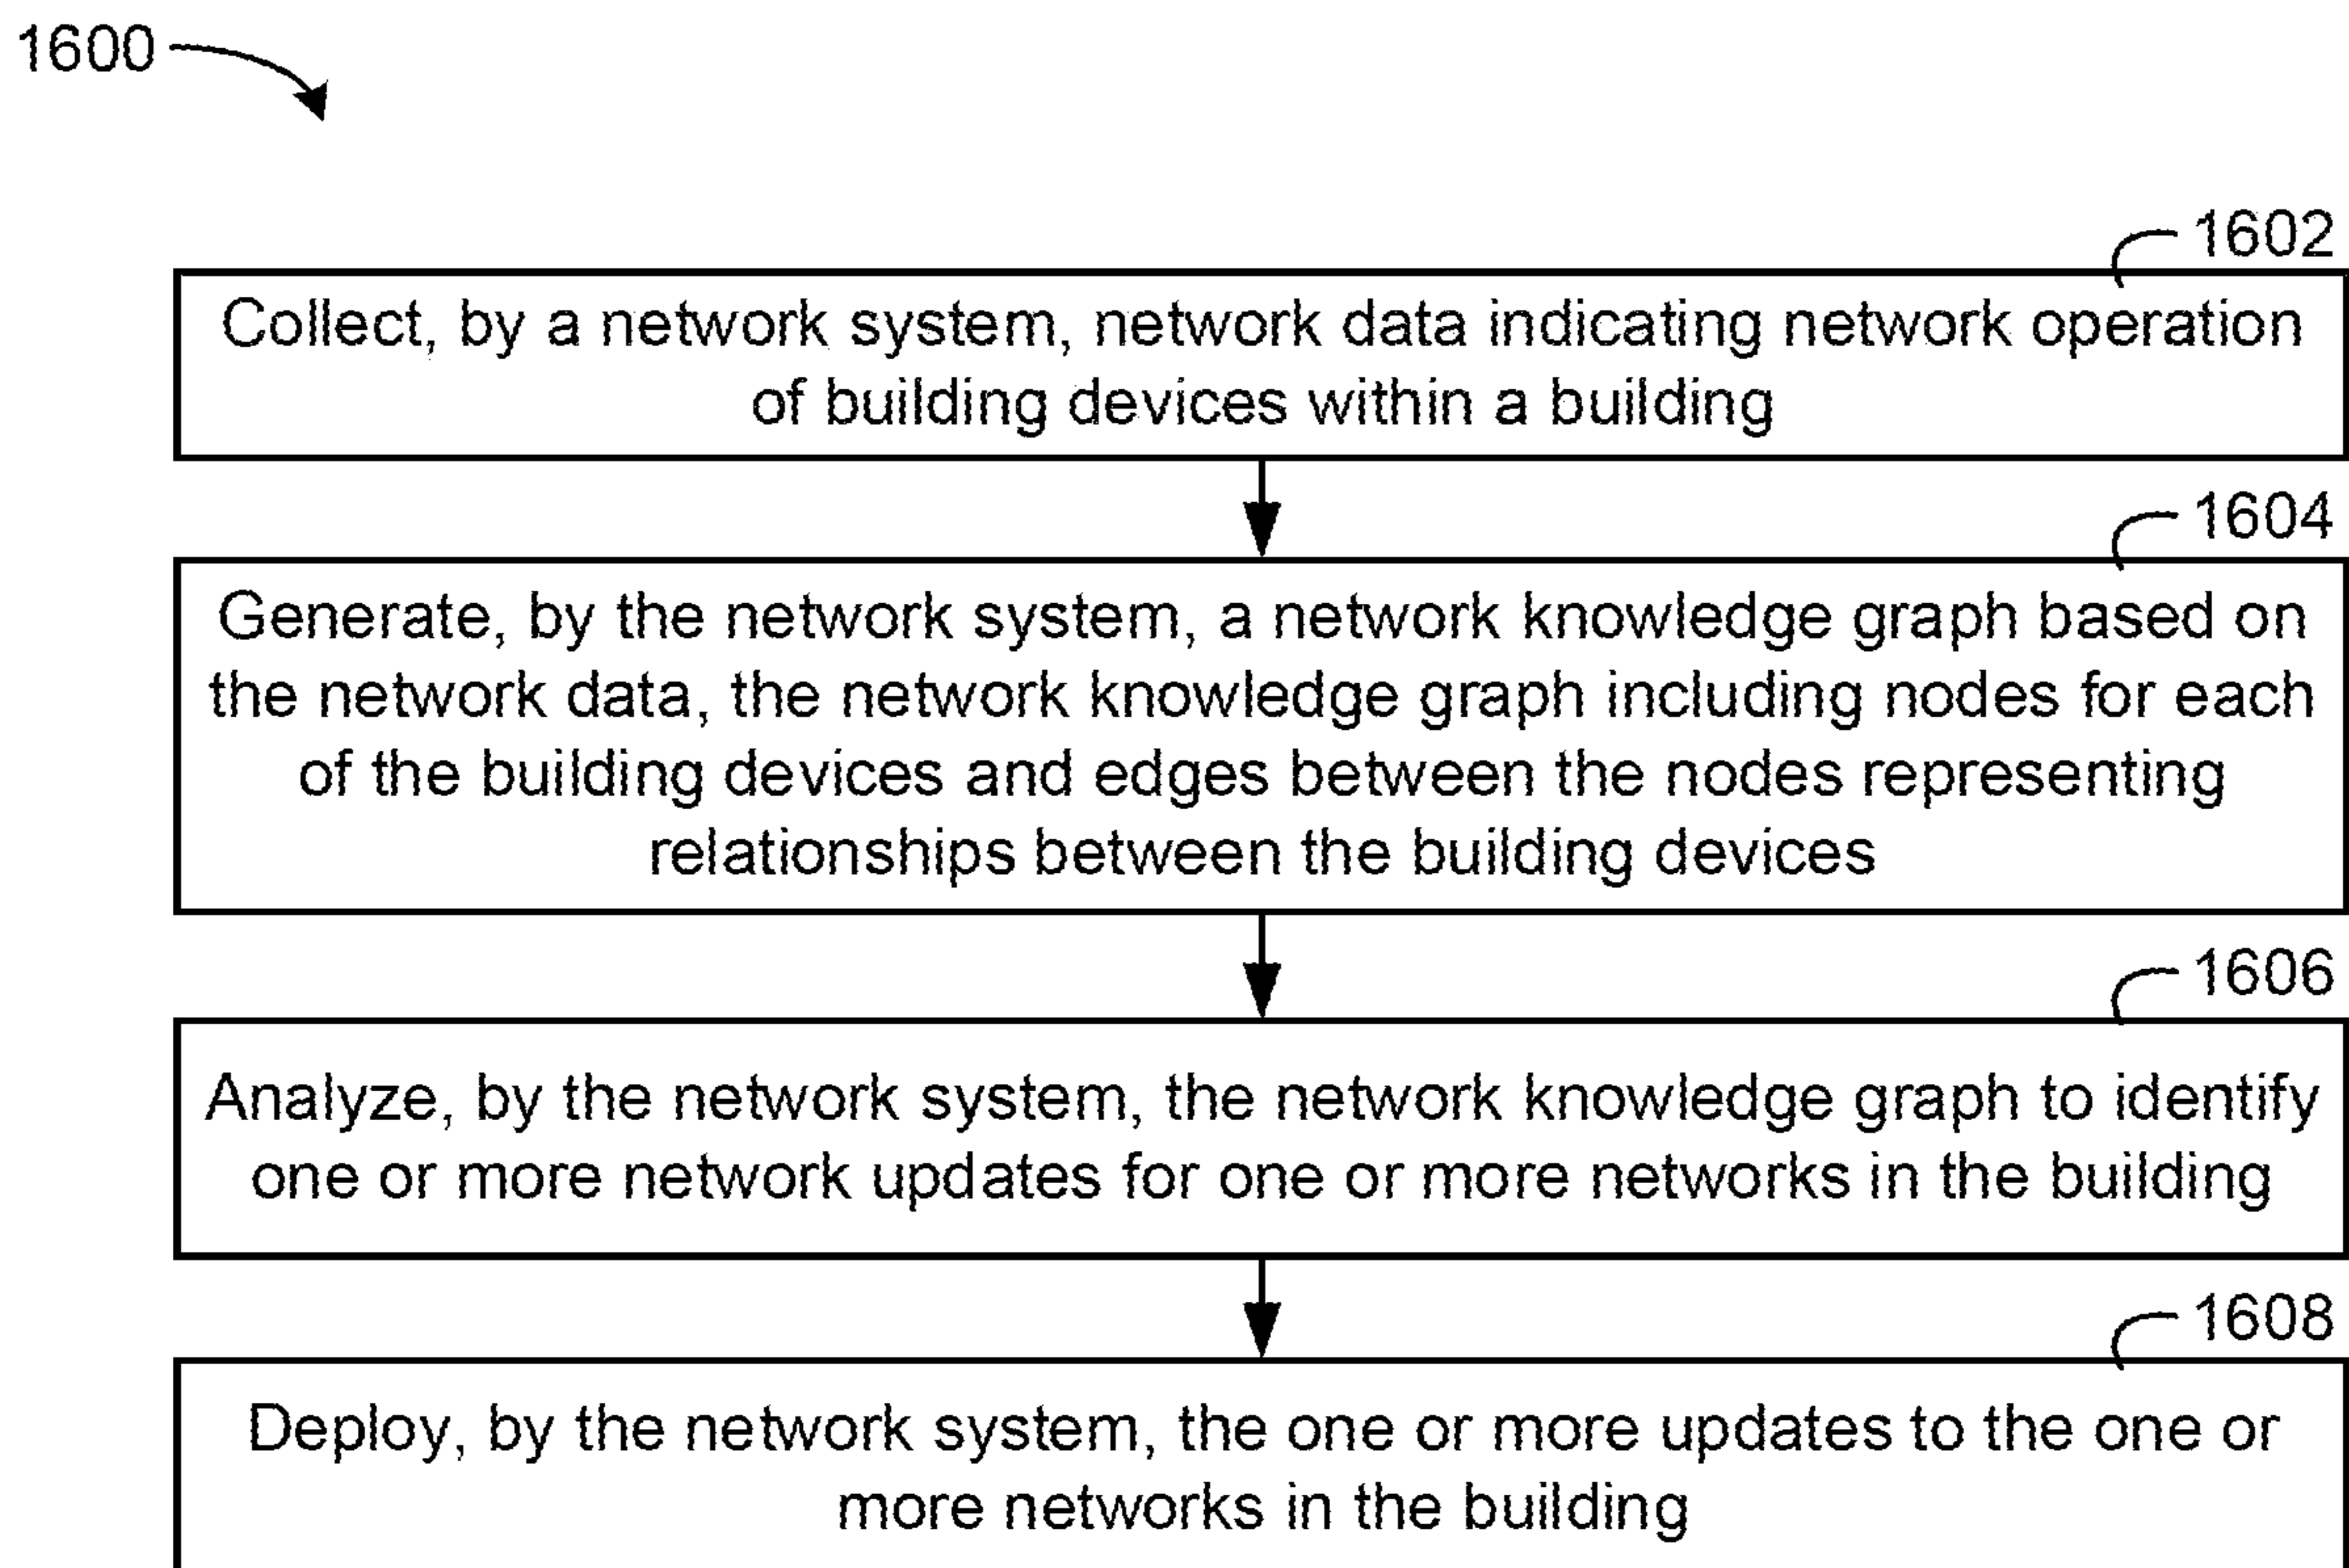 1600
1602
Collect, by a network system, network data indicating network operation
of building devices within a building
1604
Generate, by the network system, a network knowledge graph based on
the network data, the network knowledge graph including nodes for each
of the building devices and edges between the nodes representing
relationships between the building devices
1606
Analyze, by the network system, the network knowledge graph to identify
one or more network updates for one or more networks in the building
1608
Deploy, by the network system, the one or more updates to the one or
more networks in the building